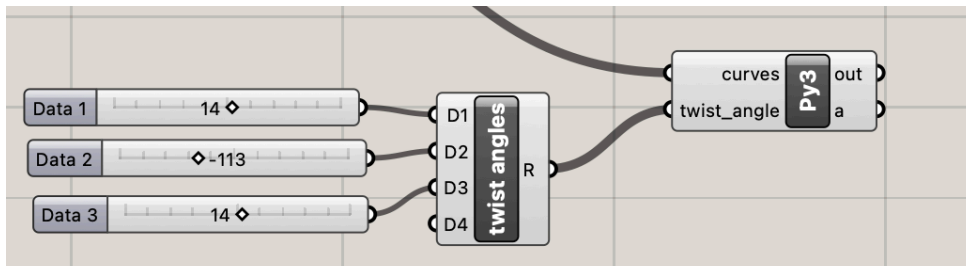 curves
out
twist_angle
a
Py3
Data 1
14
Data 2
-113
Data 3
14
D1
D2
D3
D4
twist angles
R